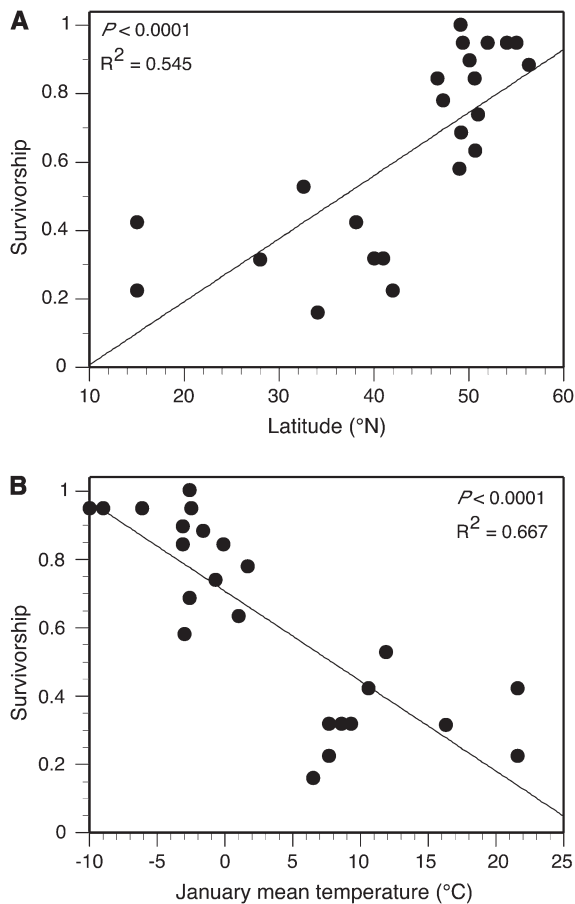 A
P < 0.0001
R² = 0.545
1
0.8
0.6
0.4
0.2
0
Survivorship
10 20 30 40 50 60
Latitude (°N)
B
P < 0.0001
R² = 0.667
1
0.8
0.6
0.4
0.2
0
Survivorship
-10 -5 0 5 10 15 20 25
January mean temperature (°C)